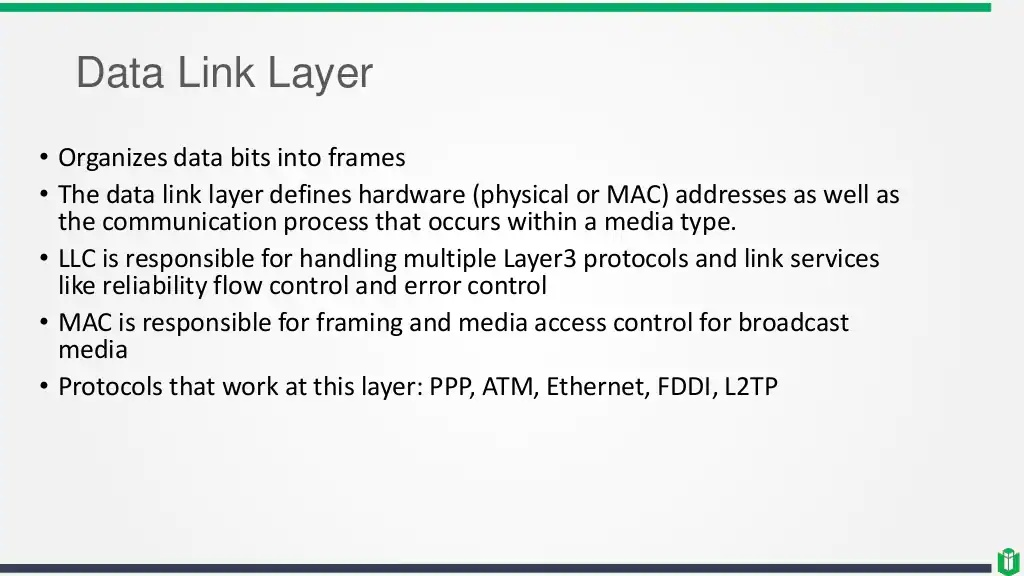 Data Link Layer
• Organizes data bits into frames
• The data link layer defines hardware (physical or MAC) addresses as well as
the communication process that occurs within a media type.
• LLC is responsible for handling multiple Layer3 protocols and link services
like reliability flow control and error control
• MAC is responsible for framing and media access control for broadcast
media
• Protocols that work at this layer: PPP, ATM, Ethernet, FDDI, L2TP